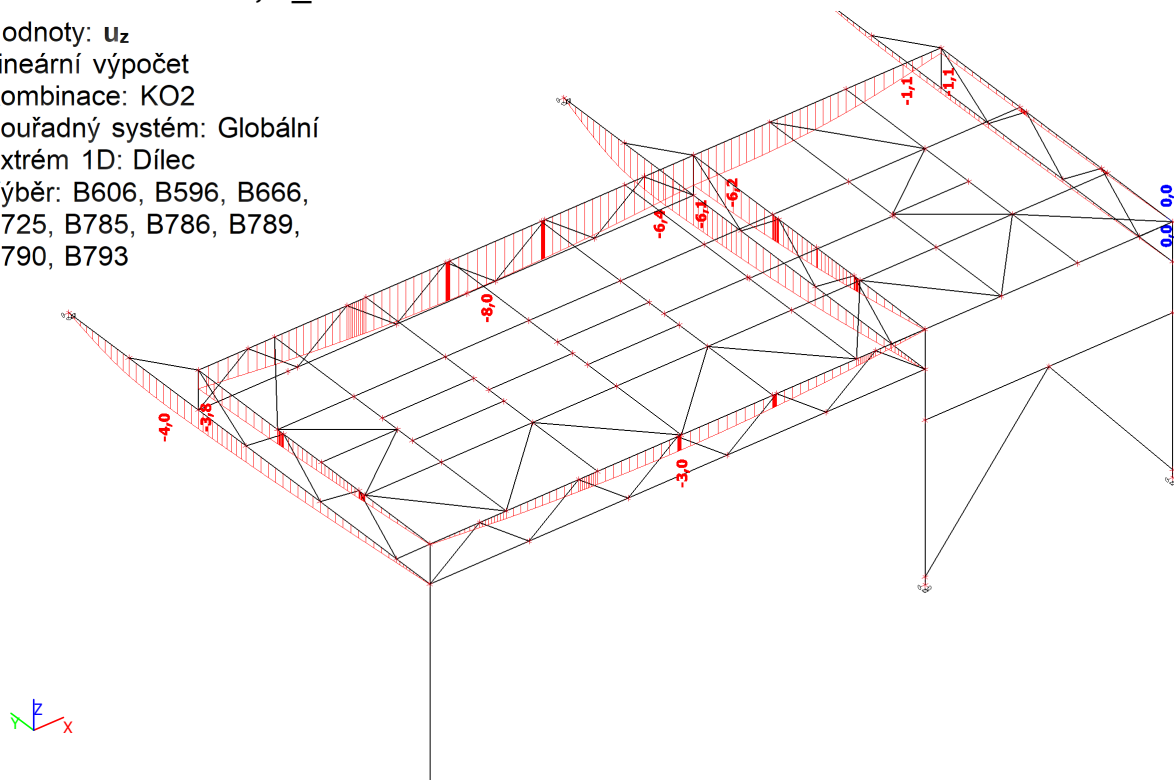 odnoty: uz
ineární výpočet
ombinace: KO2
ouřadný systém: Globální
xtrém 1D: Dílec
ýběr: B606, B596, B666,
725, B785, B786, B789,
790, B793
-1,1
-1,1
0,0
0,0
-6,2
-6,1
-6,4
-8,0
-4,0
-3,8
-3,0
Z
Y
X